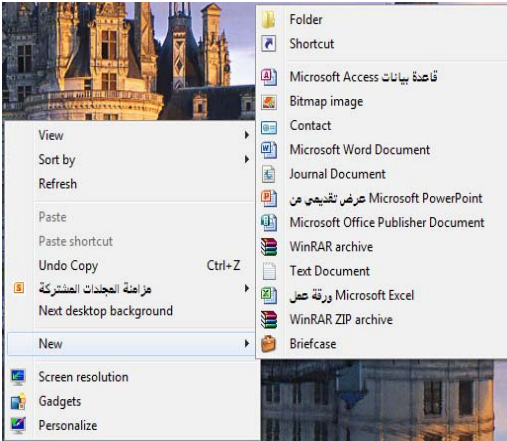 View
Sort by
Refresh
Paste
Paste shortcut
Undo Copy Ctrl+Z
مزامنة المجلدات المشتركة
Next desktop background
New
Screen resolution
Gadgets
Personalize
Folder
Shortcut
قاعدة بيانات Microsoft Access
Bitmap image
Contact
Microsoft Word Document
Journal Document
عرض تقديمي من Microsoft PowerPoint
Microsoft Office Publisher Document
WinRAR archive
Text Document
ورقة عمل Microsoft Excel
WinRAR ZIP archive
Briefcase